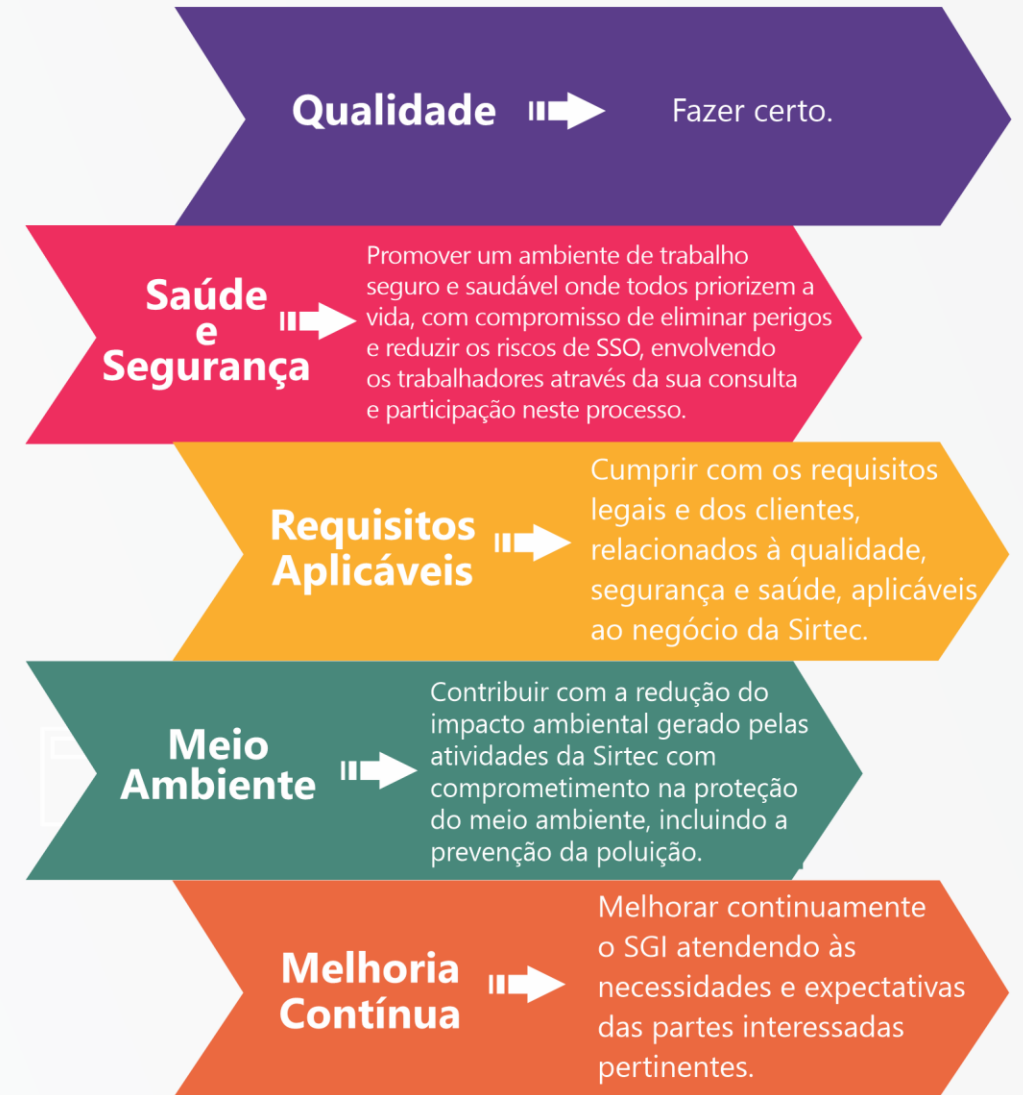 Qualidade
Fazer certo.
Saúde
e
Segurança
Promover um ambiente de trabalho
seguro e saudável onde todos priorizem a
vida, com compromisso de eliminar perigos
e reduzir os riscos de SSO, envolvendo
os trabalhadores através da sua consulta
e participação neste processo.
Requisitos
Aplicáveis
Cumprir com os requisitos
legais e dos clientes,
relacionados à qualidade,
segurança e saúde, aplicáveis
ao negócio da Sirtec.
Meio
Ambiente
Contribuir com a redução do
impacto ambiental gerado pelas
atividades da Sirtec com
comprometimento na proteção
do meio ambiente, incluindo a
prevenção da poluição.
Melhoria
Contínua
Melhorar continuamente
o SGI atendendo às
necessidades e expectativas
das partes interessadas
pertinentes.